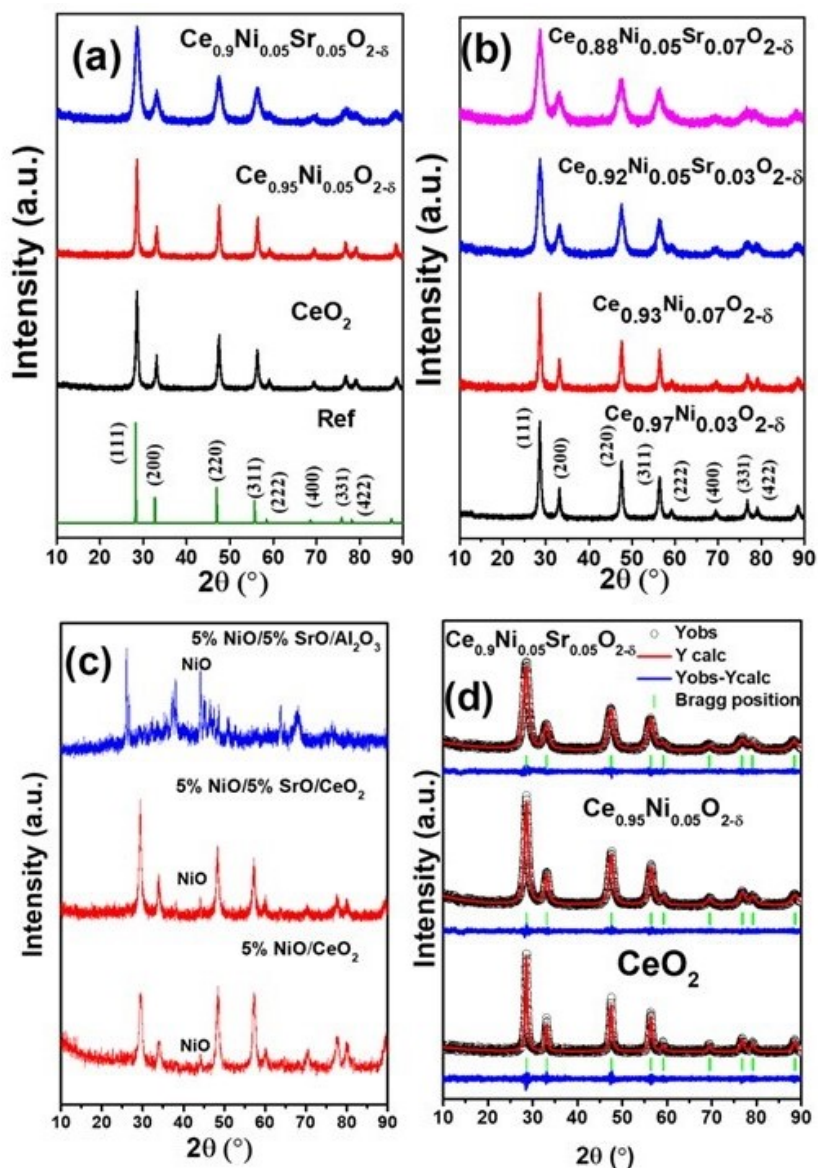 (a)
Ce0.9Ni0.05Sr0.05O2-δ
Ce0.95Ni0.05O2-δ
CeO2
Ref
(111)
(200)
(220)
(311)
(222)
(400)
(331)
(422)
Intensity (a.u.)
10 20 30 40 50 60 70 80 90
2θ (°)
(b)
Ce0.88Ni0.05Sr0.07O2-δ
Ce0.92Ni0.05Sr0.03O2-δ
Ce0.93Ni0.07O2-δ
Ce0.97Ni0.03O2-δ
(111)
(200)
(220)
(311)
(222)
(400)
(331)
(422)
Intensity (a.u.)
10 20 30 40 50 60 70 80 90
2θ (°)
(c)
5% NiO/5% SrO/Al2O3
NiO
5% NiO/5% SrO/CeO2
NiO
5% NiO/CeO2
NiO
Intensity (a.u.)
10 20 30 40 50 60 70 80 90
2θ (°)
(d)
Ce0.9Ni0.05Sr0.05O2-δ
Yobs
Y calc
Yobs-Ycalc
Bragg position
Ce0.95Ni0.05O2-δ
CeO2
Intensity (a.u.)
10 20 30 40 50 60 70 80 90
2θ (°)